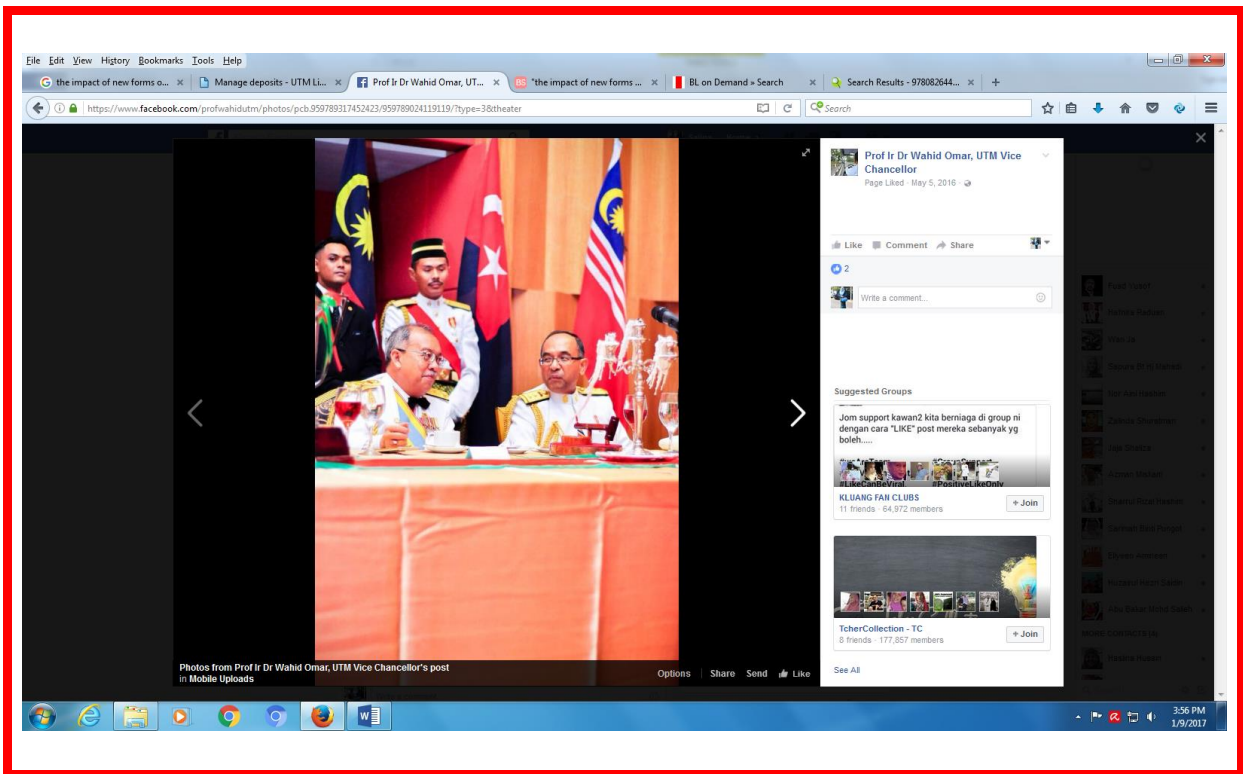 File Edit View History Bookmarks Tools Help
the impact of new forms o...
Manage deposits - UTM Li...
Prof Ir Dr Wahid Omar, UT...
"the impact of new forms ...
BL on Demand » Search
Search Results - 978082644...
https://www.facebook.com/profwahidutm/photos/pcb.959789317452423/959789024119119/?type=3&theater
Search
Prof Ir Dr Wahid Omar, UTM Vice
Chancellor
Page Liked · May 5, 2016 ·
Like Comment Share
2
Write a comment...
Suggested Groups
Jom support kawan2 kita berniaga di group ni
dengan cara "LIKE" post mereka sebanyak yg
boleh.....
#LikeCanBeViral #PositiveLikeOnly
KLUANG FAN CLUBS
11 friends · 64,972 members
+ Join
TcherCollection - TC
8 friends · 177,857 members
+ Join
See All
Photos from Prof Ir Dr Wahid Omar, UTM Vice Chancellor's post
in Mobile Uploads
Options Share Send Like
3:56 PM
1/9/2017